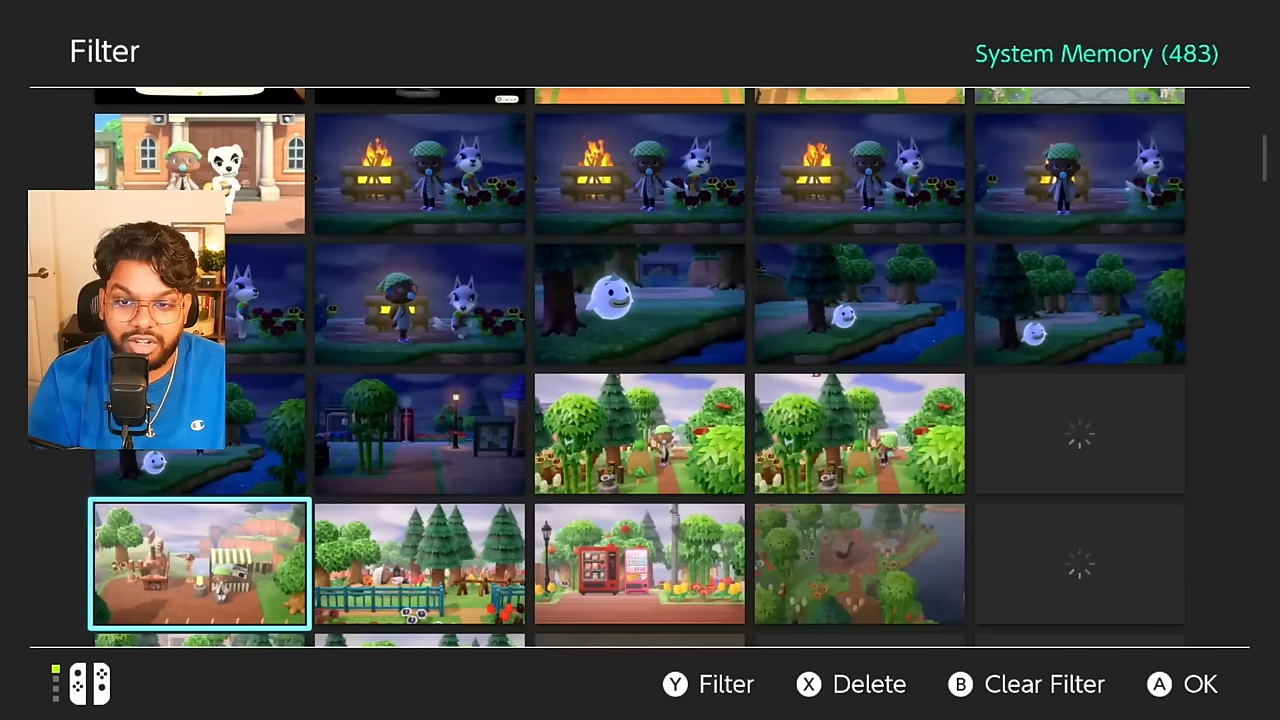 Filter
System Memory (483)
Y Filter
X Delete
B Clear Filter
A OK